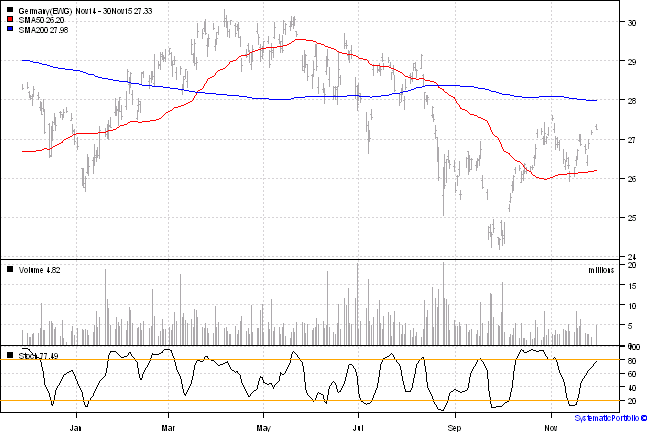 Germany(EWG) Nov14 - 30Nov15 27.33
SMA50 26.20
SMA200 27.98
30
29
28
27
26
25
24
Volume 4.82
millions
20
15
10
5
0
Stoch 77.49
100
80
60
40
20
Jan
Mar
May
Jul
Sep
Nov
SystematicPortfolio ©